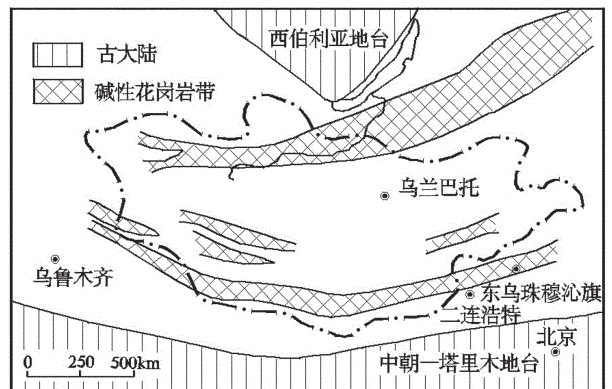 西伯利亚地台
古大陆
碱性花岗岩带
乌兰巴托
乌鲁木齐
东乌珠穆沁旗
二连浩特
北京
中朝—塔里木地台
0 250 500km